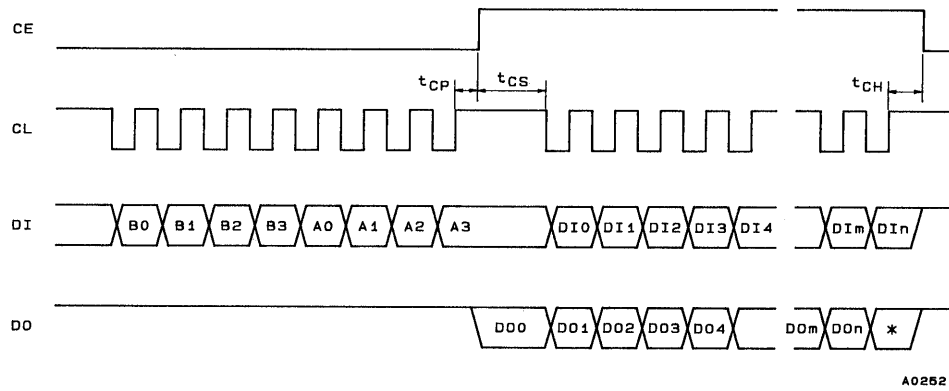 CE
tCP tCS tCH
CL
DI B0 B1 B2 B3 A0 A1 A2 A3 DI0 DI1 DI2 DI3 DI4 DIm DIn
DO DO0 DO1 DO2 DO3 DO4 DOm DOn *
A0252